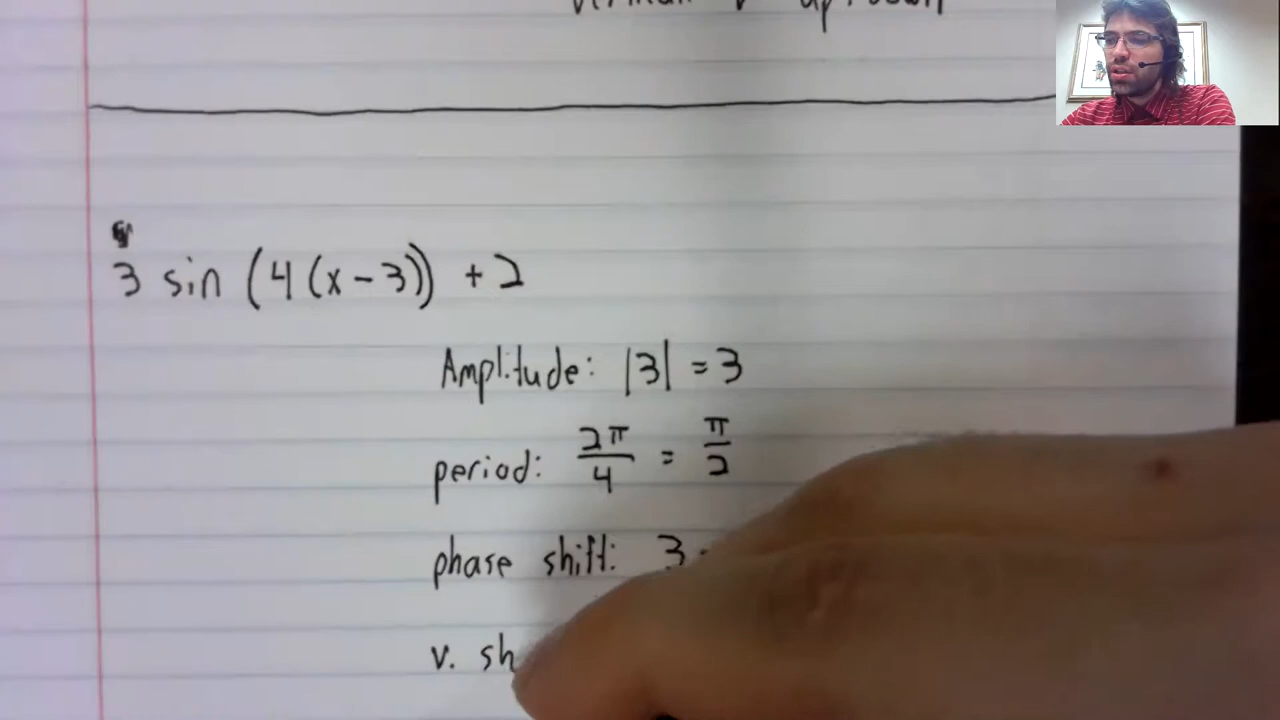 3 sin (4(x-3)) +2
Amplitude: |3| = 3
period: 2π/4 = π/2
phase shift: 3
v. sh